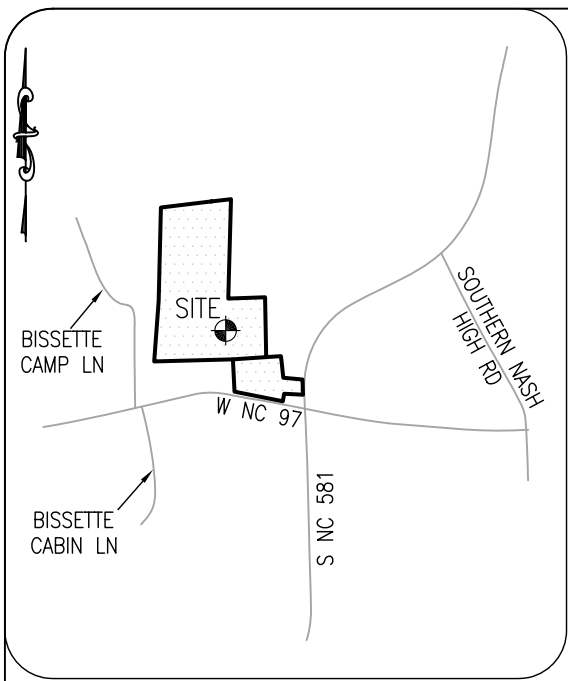 SITE
BISSETTE
CAMP LN
SOUTHERN NASH
HIGH RD
W NC 97
BISSETTE
CABIN LN
S NC 581